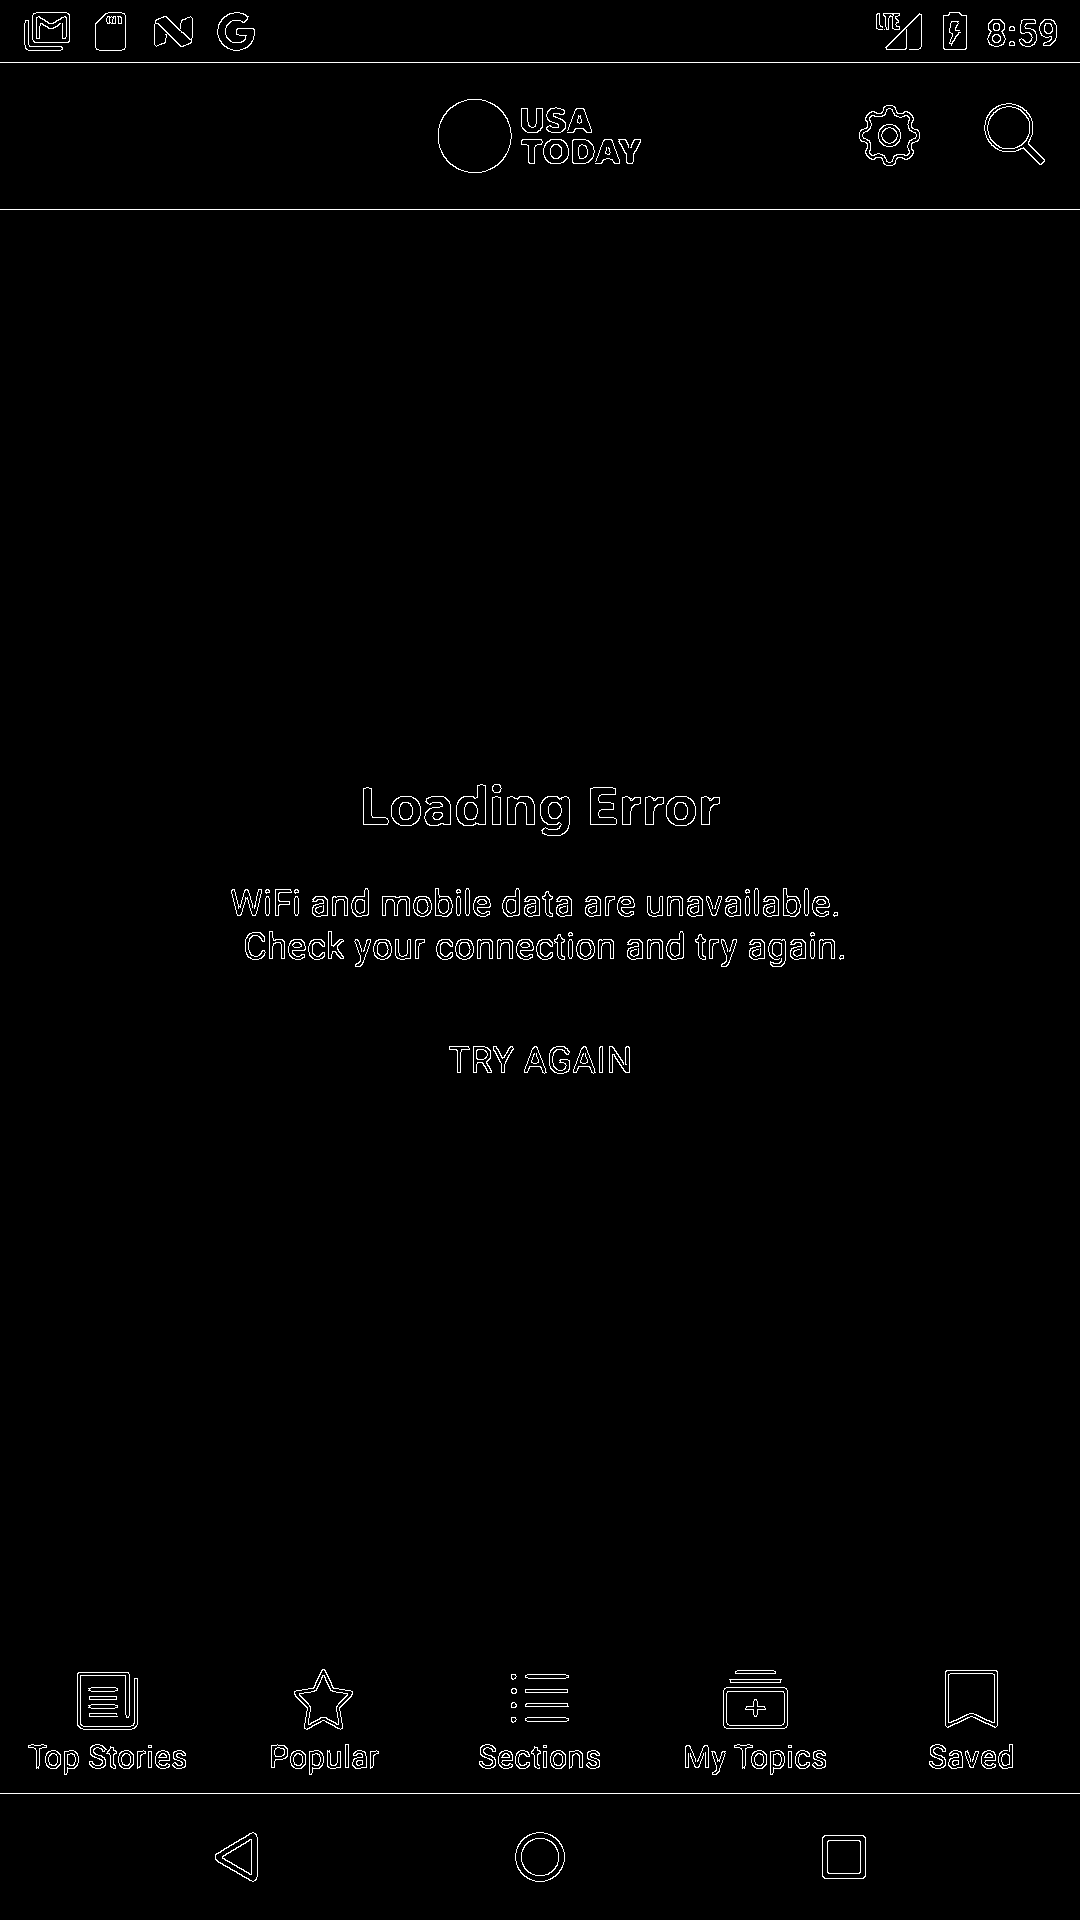 LTE 8:59
USA
TODAY
Loading Error
WiFi and mobile data are unavailable.
Check your connection and try again.
TRY AGAIN
Top Stories Popular Sections My Topics Saved